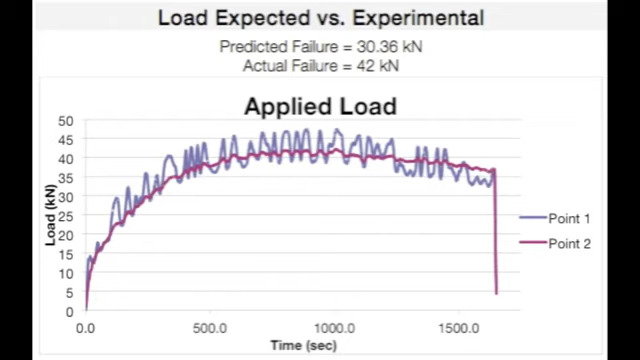 Load Expected vs. Experimental
Predicted Failure = 30.36 kN
Actual Failure = 42 kN
Applied Load
50
45
40
35
30
25
20
15
10
5
0
Load (kN)
0.0 500.0 1000.0 1500.0
Time (sec)
Point 1
Point 2